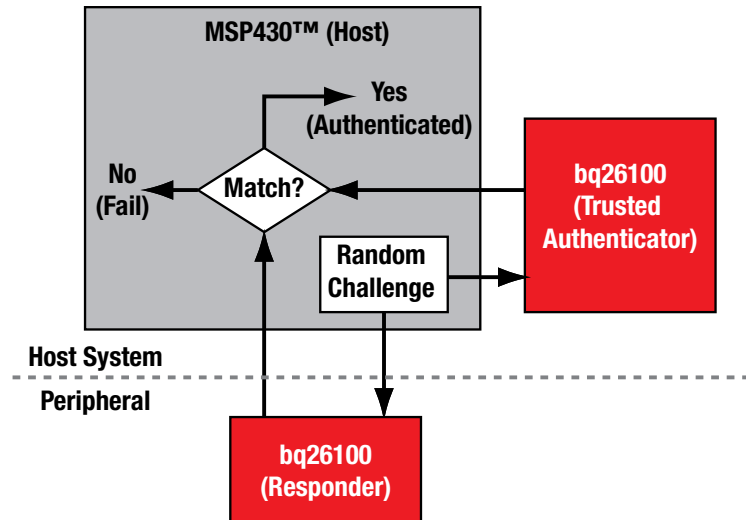 MSP430™ (Host)
Yes
(Authenticated)
No
(Fail)
Match?
bq26100
(Trusted
Authenticator)
Random
Challenge
Host System
Peripheral
bq26100
(Responder)